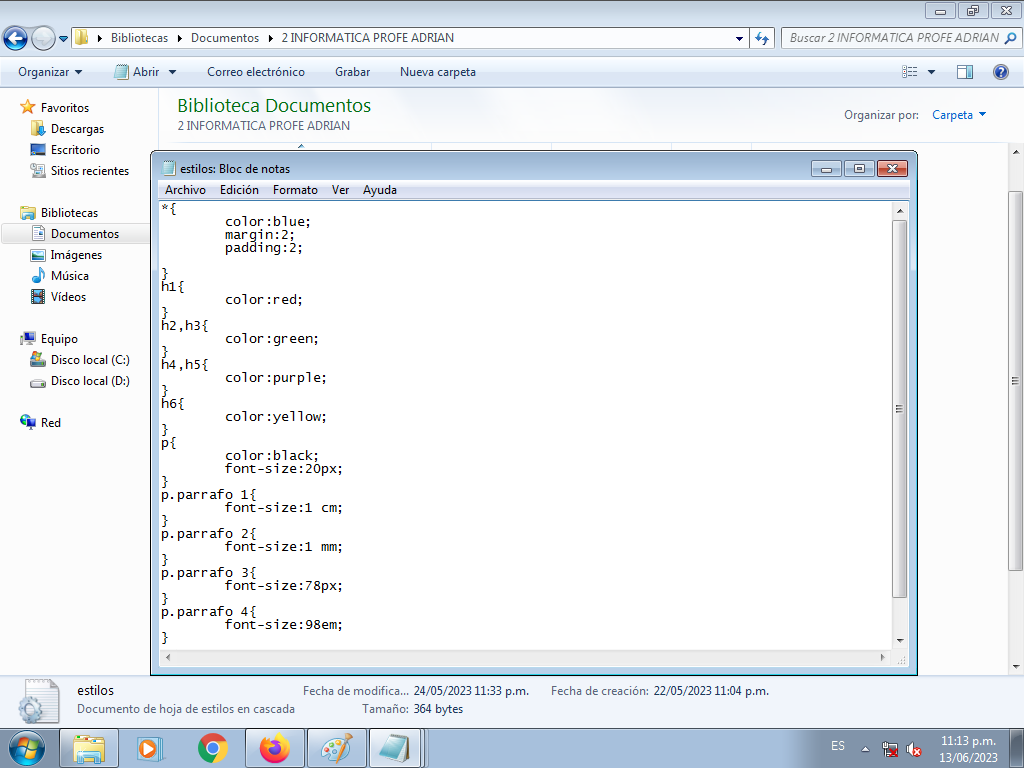 Bibliotecas Documentos 2 INFORMATICA PROFE ADRIAN
Buscar 2 INFORMATICA PROFE ADRIAN
Organizar Abrir Correo electrónico Grabar Nueva carpeta
Favoritos
Descargas
Escritorio
Sitios recientes
Bibliotecas
Documentos
Imágenes
Música
Vídeos
Equipo
Disco local (C:)
Disco local (D:)
Red
Biblioteca Documentos
2 INFORMATICA PROFE ADRIAN
Organizar por: Carpeta
estilos: Bloc de notas
Archivo Edición Formato Ver Ayuda
*{
color:blue;
margin:2;
padding:2;
}
h1{
color:red;
}
h2,h3{
color:green;
}
h4,h5{
color:purple;
}
h6{
color:yellow;
}
p{
color:black;
font-size:20px;
}
p.parrafo 1{
font-size:1 cm;
}
p.parrafo 2{
font-size:1 mm;
}
p.parrafo 3{
font-size:78px;
}
p.parrafo 4{
font-size:98em;
}
estilos
Documento de hoja de estilos en cascada
Fecha de modifica... 24/05/2023 11:33 p.m.
Tamaño: 364 bytes
Fecha de creación: 22/05/2023 11:04 p.m.
ES
11:13 p.m.
13/06/2023